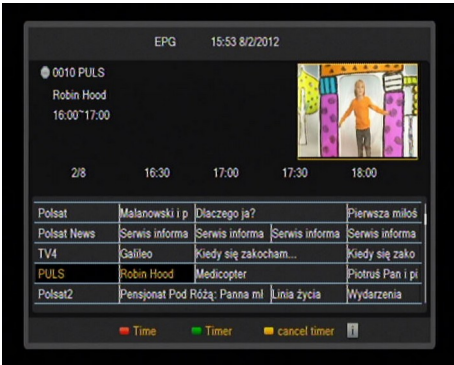 EPG 15:53 8/2/2012
0010 PULS
Robin Hood
16:00~17:00
2/8 16:30 17:00 17:30 18:00
Polsat Malanowski i p Dlaczego ja? Pierwsza miloś
Polsat News Serwis informa Serwis informa Serwis informa Serwis informa
TV4 Galileo Kiedy się zakocham... Kiedy się zako
PULS Robin Hood Medicopter Piotruś Pan i pi
Polsat2 Pensjonat Pod Różą: Panna mł Linia życia Wydarzenia
Time Timer cancel timer i